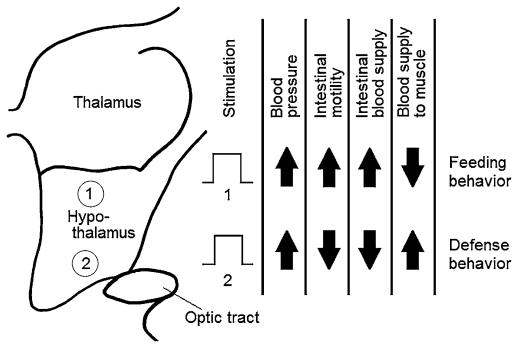 Thalamus
1
Hypo-
thalamus
2
Optic tract
Stimulation
Blood
pressure
Intestinal
motility
Intestinal
blood supply
Blood supply
to muscle
1
Feeding
behavior
2
Defense
behavior